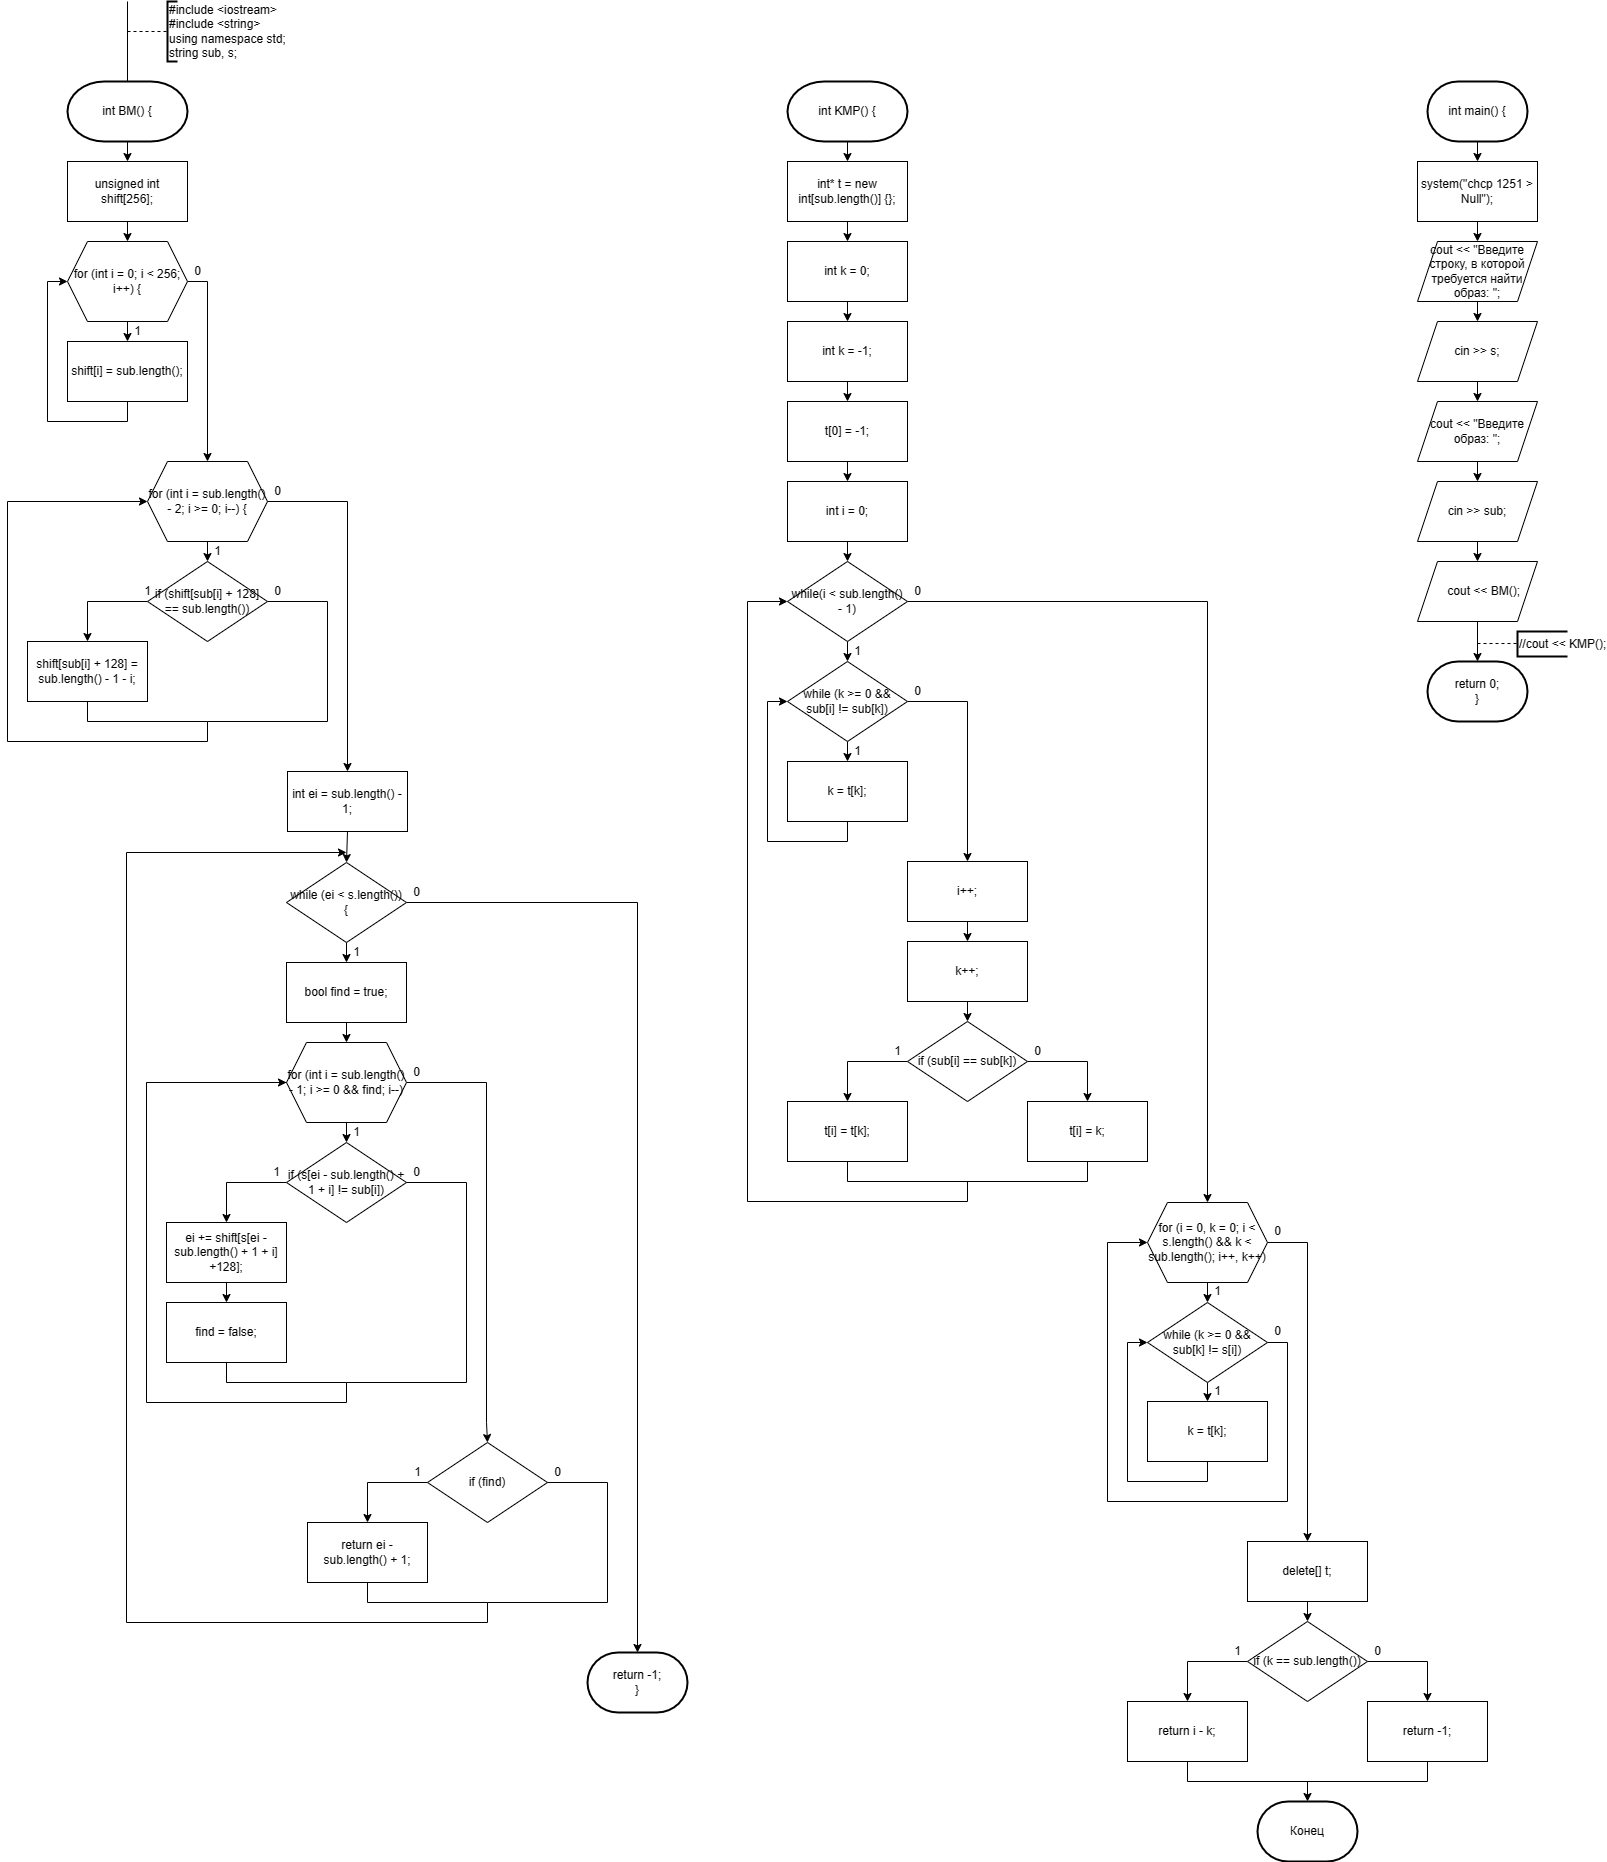 #include <iostream>
#include <string>
using namespace std;
string sub, s;
int BM() {
unsigned int
shift[256];
for (int i = 0; i < 256;
i++) {
0
1
shift[i] = sub.length();
for (int i = sub.length()
- 2; i >= 0; i--) {
0
1
if (shift[sub[i] + 128]
== sub.length())
1
0
shift[sub[i] + 128] =
sub.length() - 1 - i;
int ei = sub.length() -
1;
while (ei < s.length())
{
0
1
bool find = true;
for (int i = sub.length()
- 1; i >= 0 && find; i--)
0
1
if (s[ei - sub.length() +
1 + i] != sub[i])
1
0
ei += shift[s[ei -
sub.length() + 1 + i]
+128];
find = false;
if (find)
1
0
return ei -
sub.length() + 1;
return -1;
}
int KMP() {
int* t = new
int[sub.length()] {};
int k = 0;
int k = -1;
t[0] = -1;
int i = 0;
while(i < sub.length()
- 1)
0
1
while (k >= 0 &&
sub[i] != sub[k])
0
1
k = t[k];
i++;
k++;
if (sub[i] == sub[k])
1
0
t[i] = t[k];
t[i] = k;
for (i = 0, k = 0; i <
s.length() && k <
sub.length(); i++, k++)
0
1
while (k >= 0 &&
sub[k] != s[i])
0
1
k = t[k];
delete[] t;
if (k == sub.length())
1
0
return i - k;
return -1;
Конец
int main() {
system("chcp 1251 >
Null");
cout << "Введите
строку, в которой
требуется найти
образ: ";
cin >> s;
cout << "Введите
образ: ";
cin >> sub;
cout << BM();
//cout << KMP();
return 0;
}